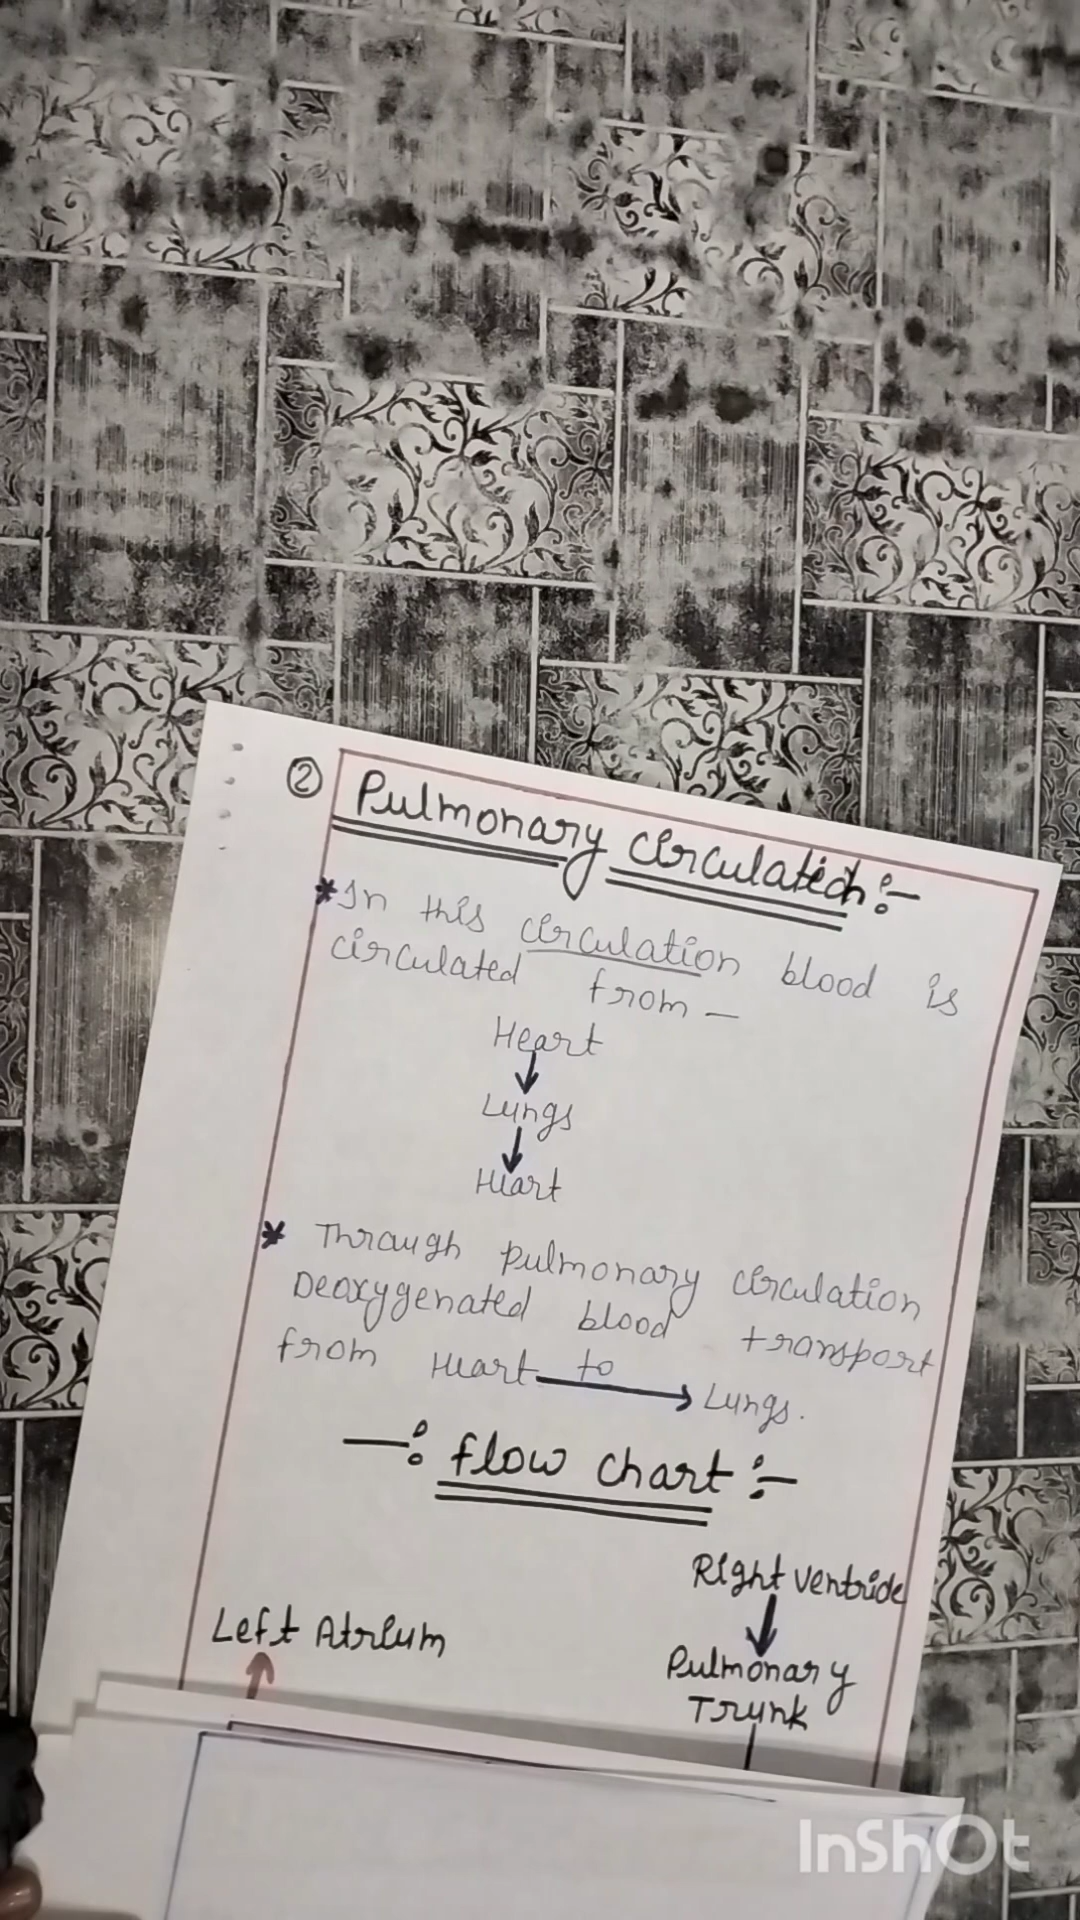 ② Pulmonary circulation :-
*In this circulation blood is
circulated from —
Heart
↓
Lungs
↓
Heart
* Through pulmonary circulation
Deoxygenated blood transport
from Heart to → Lungs.
—: flow chart :-
Right ventricle
↓
Left Atrium
↑
Pulmonary
Trunk
InShOt